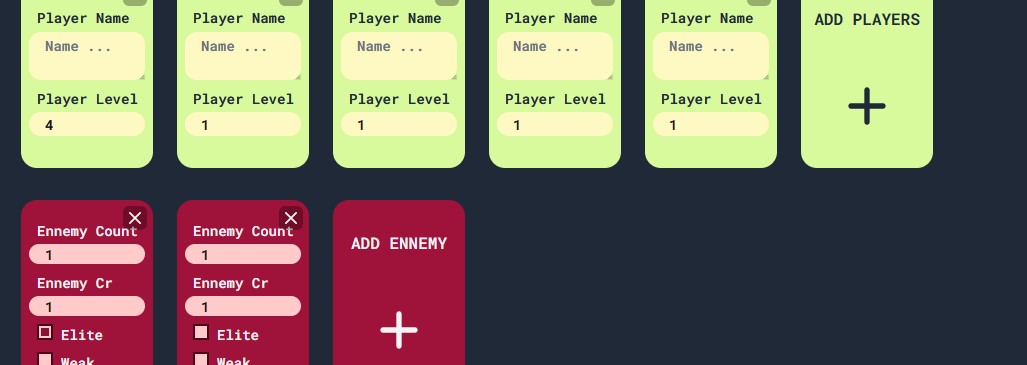 Player Name Player Name Player Name Player Name Player Name ADD PLAYERS
Name ... Name ... Name ... Name ... Name ...
Player Level Player Level Player Level Player Level Player Level
4 1 1 1 1
Ennemy Count Ennemy Count ADD ENNEMY
1 1
Ennemy Cr Ennemy Cr
1 1
Elite Elite
Weak Weak